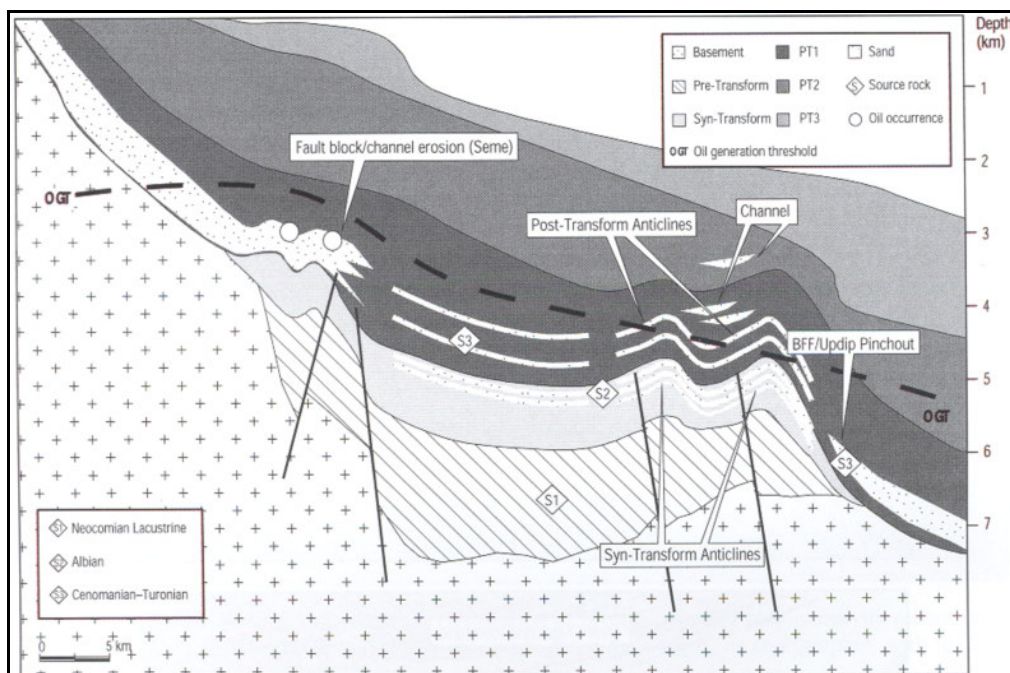 Depth
(km)
Basement
PT1
Sand
Pre-Transform
PT2
Source rock
Syn-Transform
PT3
Oil occurrence
OGT Oil generation threshold
S
1
2
3
4
5
6
7
Fault block/channel erosion (Seme)
OGT
Post-Transform Anticlines
Channel
BFF/Updip Pinchout
S3
S2
S3
OGT
S1
Syn-Transform Anticlines
S1 Neocomian Lacustrine
S2 Albian
S3 Cenomanian–Turonian
0 5 km